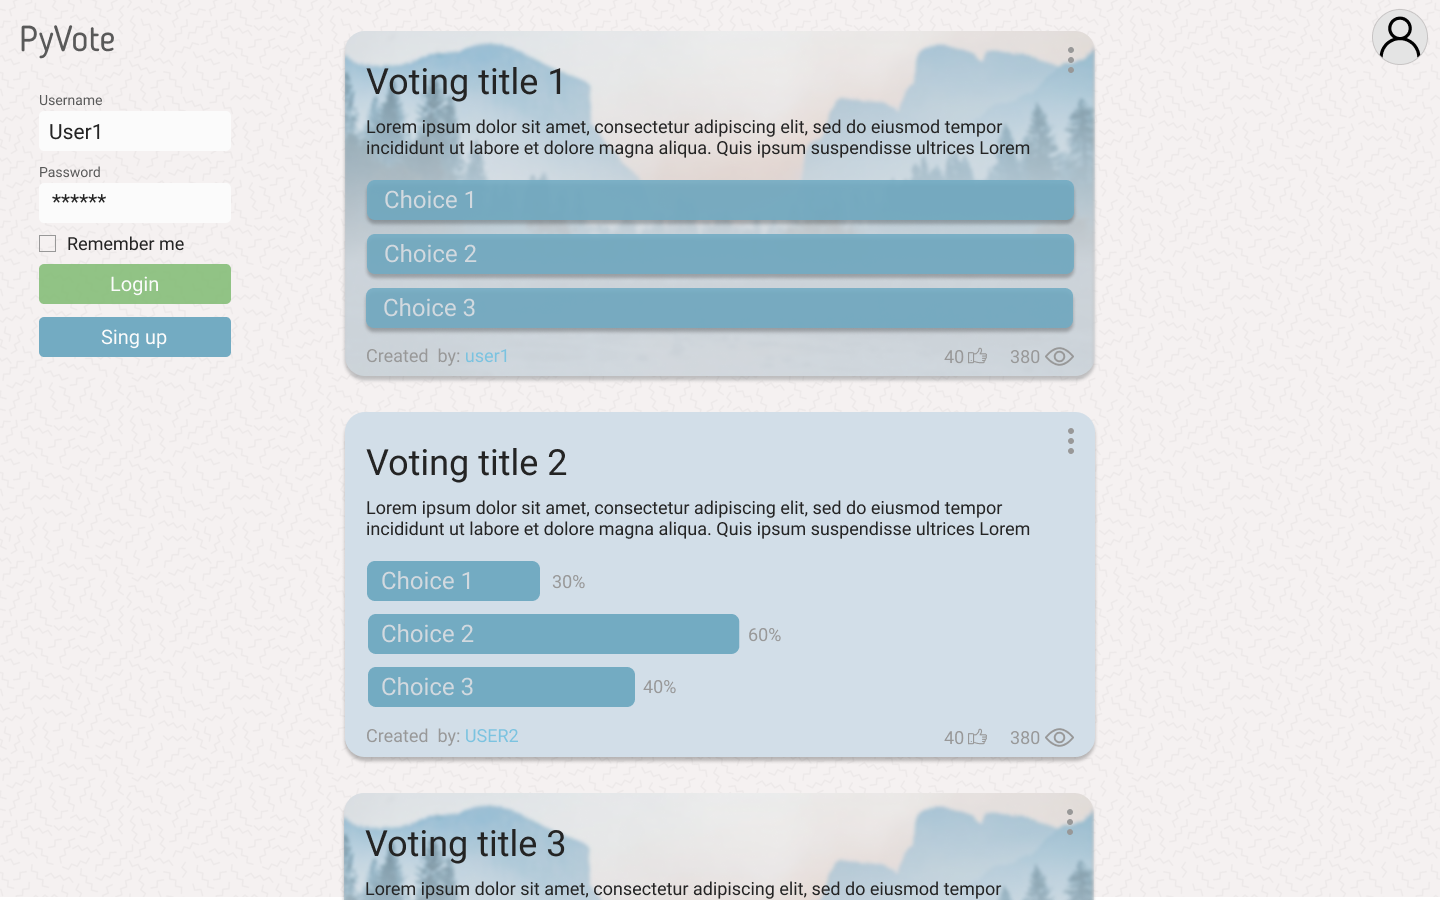 PyVote
Username
User1
Password
******
Remember me
Login
Sing up
Voting title 1
Lorem ipsum dolor sit amet, consectetur adipiscing elit, sed do eiusmod tempor
incididunt ut labore et dolore magna aliqua. Quis ipsum suspendisse ultrices Lorem
Choice 1
Choice 2
Choice 3
Created by: user1 40 380
Voting title 2
Lorem ipsum dolor sit amet, consectetur adipiscing elit, sed do eiusmod tempor
incididunt ut labore et dolore magna aliqua. Quis ipsum suspendisse ultrices Lorem
Choice 1 30%
Choice 2 60%
Choice 3 40%
Created by: USER2 40 380
Voting title 3
Lorem ipsum dolor sit amet, consectetur adipiscing elit, sed do eiusmod tempor